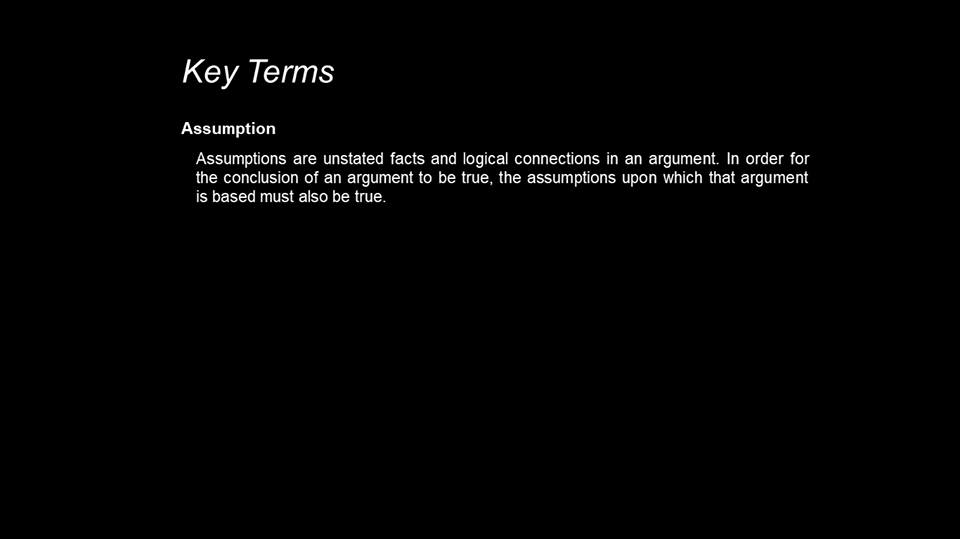 Key Terms
Assumption
Assumptions are unstated facts and logical connections in an argument. In order for
the conclusion of an argument to be true, the assumptions upon which that argument
is based must also be true.